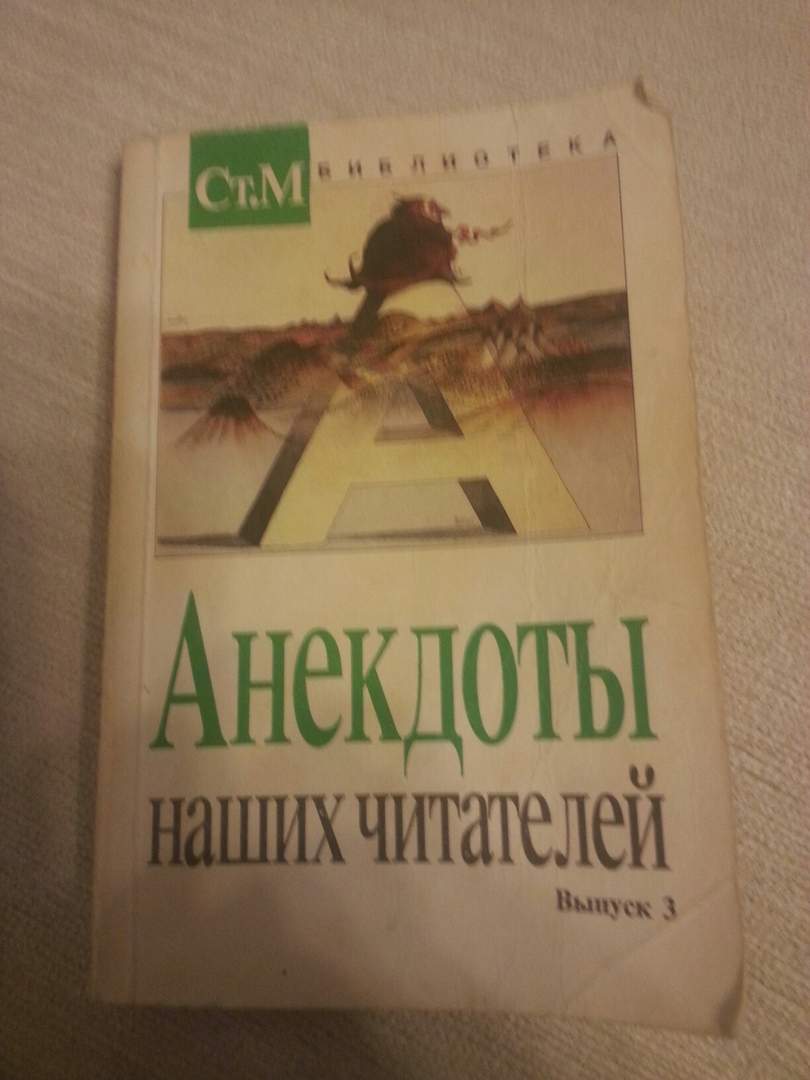 Ст.М БИБЛИОТЕКА
Анекдоты
наших читателей
Выпуск 3